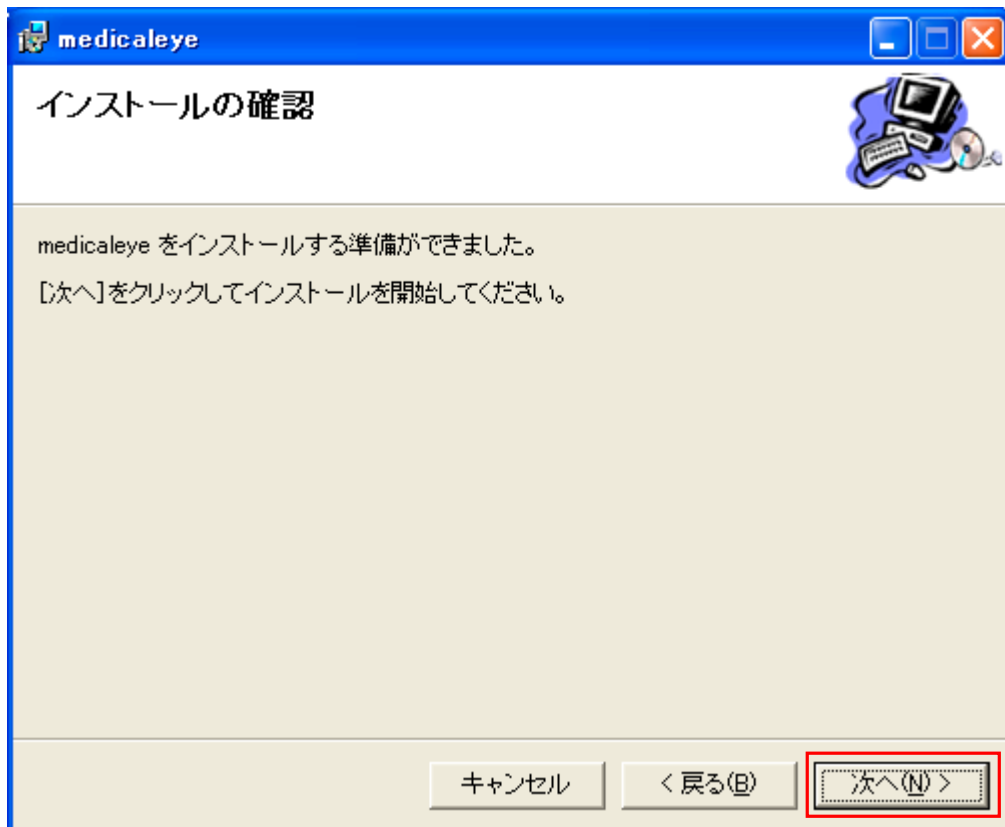 medicaleye
インストールの確認
medicaleye をインストールする準備ができました。
[次へ]をクリックしてインストールを開始してください。
キャンセル
< 戻る(B)
次へ(N) >